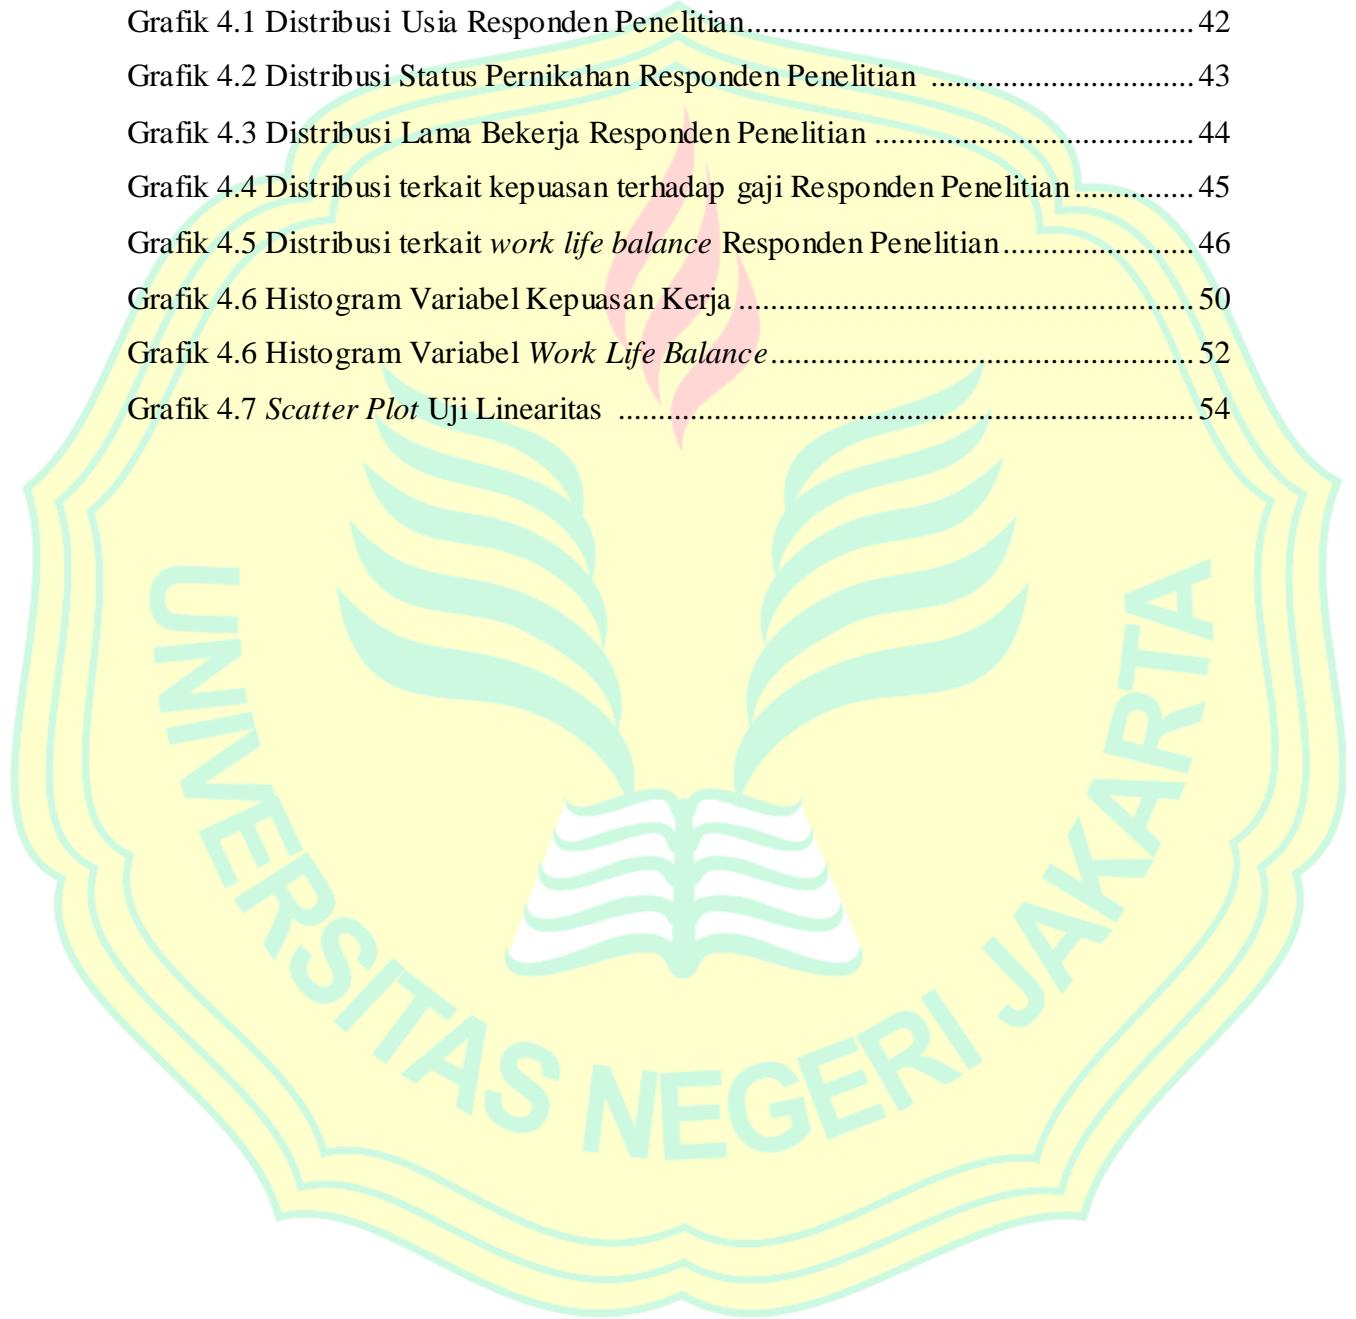 Grafik 4.1 Distribusi Usia Responden Penelitian........................................................ 42
Grafik 4.2 Distribusi Status Pernikahan Responden Penelitian ................................. 43
Grafik 4.3 Distribusi Lama Bekerja Responden Penelitian ........................................ 44
Grafik 4.4 Distribusi terkait kepuasan terhadap gaji Responden Penelitian............... 45
Grafik 4.5 Distribusi terkait work life balance Responden Penelitian........................ 46
Grafik 4.6 Histogram Variabel Kepuasan Kerja ......................................................... 50
Grafik 4.6 Histogram Variabel Work Life Balance..................................................... 52
Grafik 4.7 Scatter Plot Uji Linearitas ........................................................................ 54
UNIVERSITAS NEGERI JAKARTA